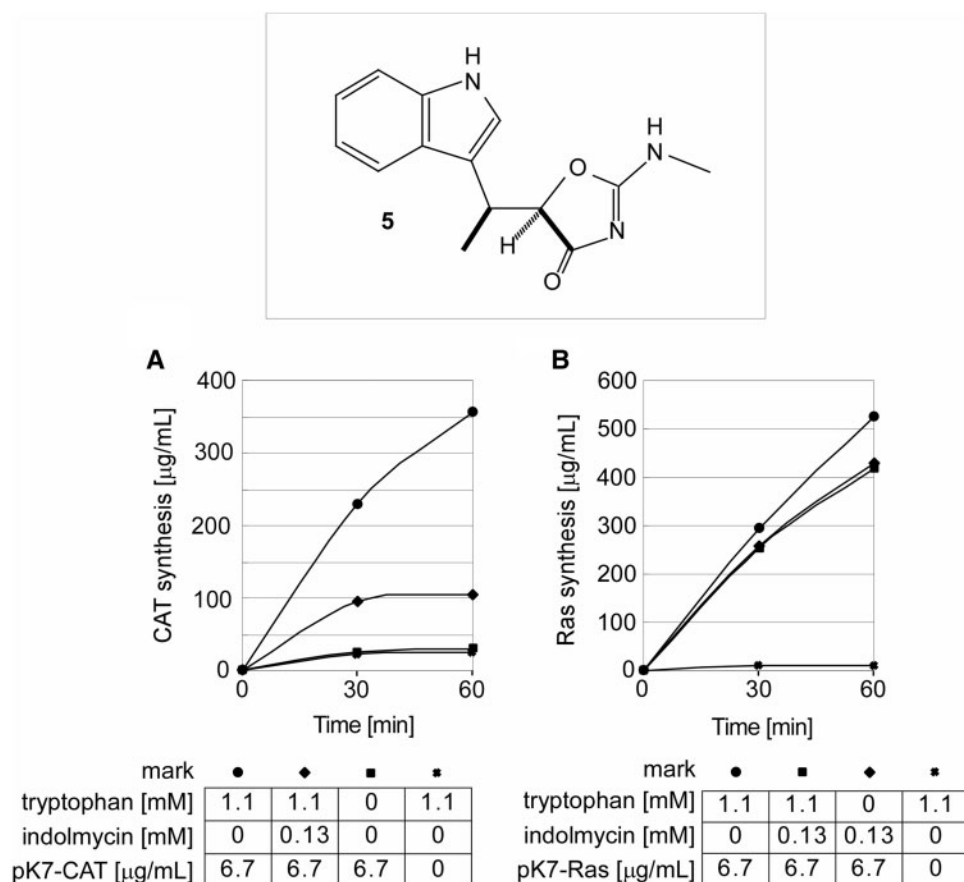 H
N
H
N
O
N
H
O
5
A
B
400
300
200
100
0
CAT synthesis [µg/mL]
0 30 60
Time [min]
600
500
400
300
200
100
0
Ras synthesis [µg/mL]
0 30 60
Time [min]
mark
tryptophan [mM] 1.1 1.1 0 1.1
indolmycin [mM] 0 0.13 0 0
pK7-CAT [µg/mL] 6.7 6.7 6.7 0
mark
tryptophan [mM] 1.1 1.1 0 1.1
indolmycin [mM] 0 0.13 0.13 0
pK7-Ras [µg/mL] 6.7 6.7 6.7 0